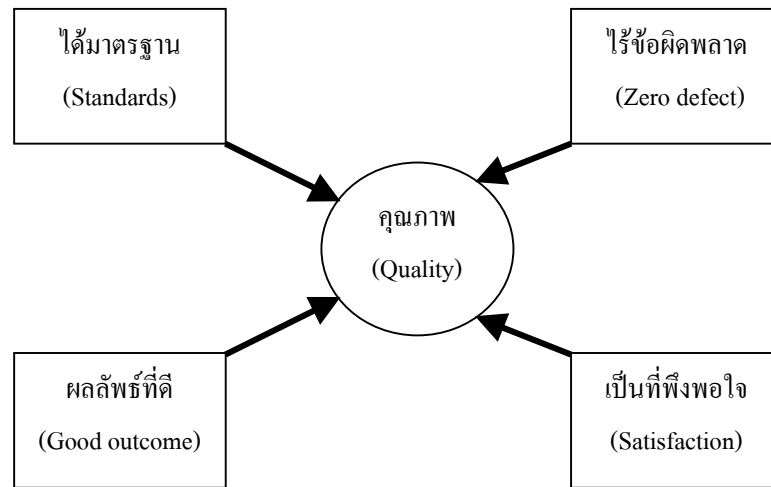 ได้มาตรฐาน
(Standards)
ไร้ข้อผิดพลาด
(Zero defect)
คุณภาพ
(Quality)
ผลลัพธ์ที่ดี
(Good outcome)
เป็นที่พึงพอใจ
(Satisfaction)